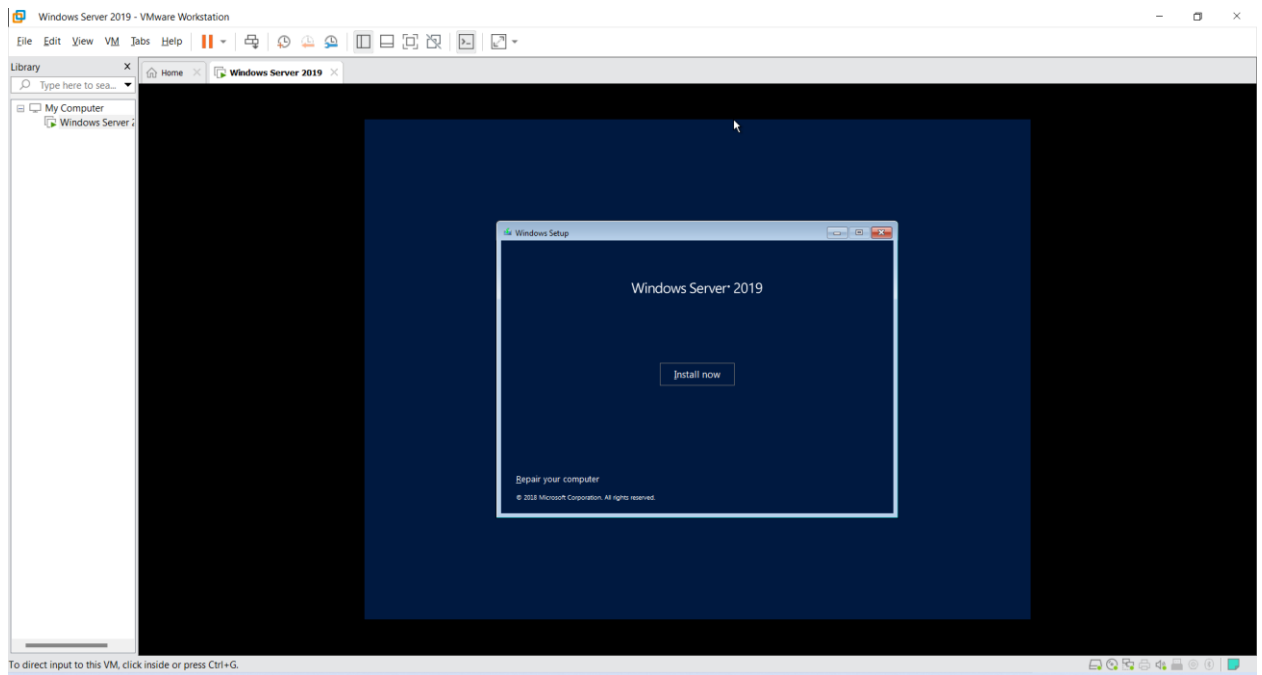 Windows Server 2019 - VMware Workstation
File Edit View VM Tabs Help
Library X
Home
Windows Server 2019
Type here to sea...
My Computer
Windows Server 2
Windows Setup
Windows Server 2019
Install now
Repair your computer
© 2018 Microsoft Corporation. All rights reserved.
To direct input to this VM, click inside or press Ctrl+G.